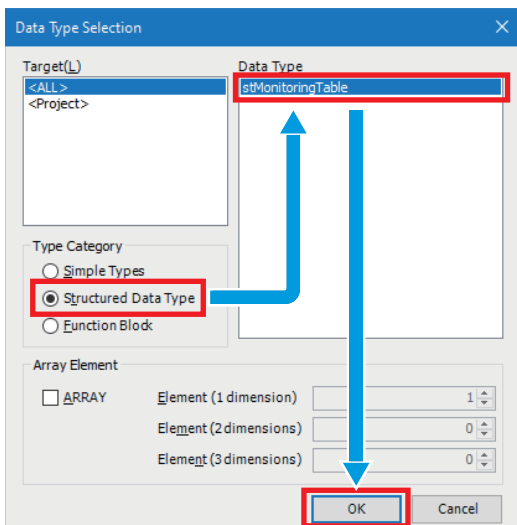 Data Type Selection
Target(L)
<ALL>
<Project>
Data Type
stMonitoringTable
Type Category
Simple Types
Structured Data Type
Function Block
Array Element
ARRAY
Element (1 dimension) 1
Element (2 dimensions) 0
Element (3 dimensions) 0
OK Cancel